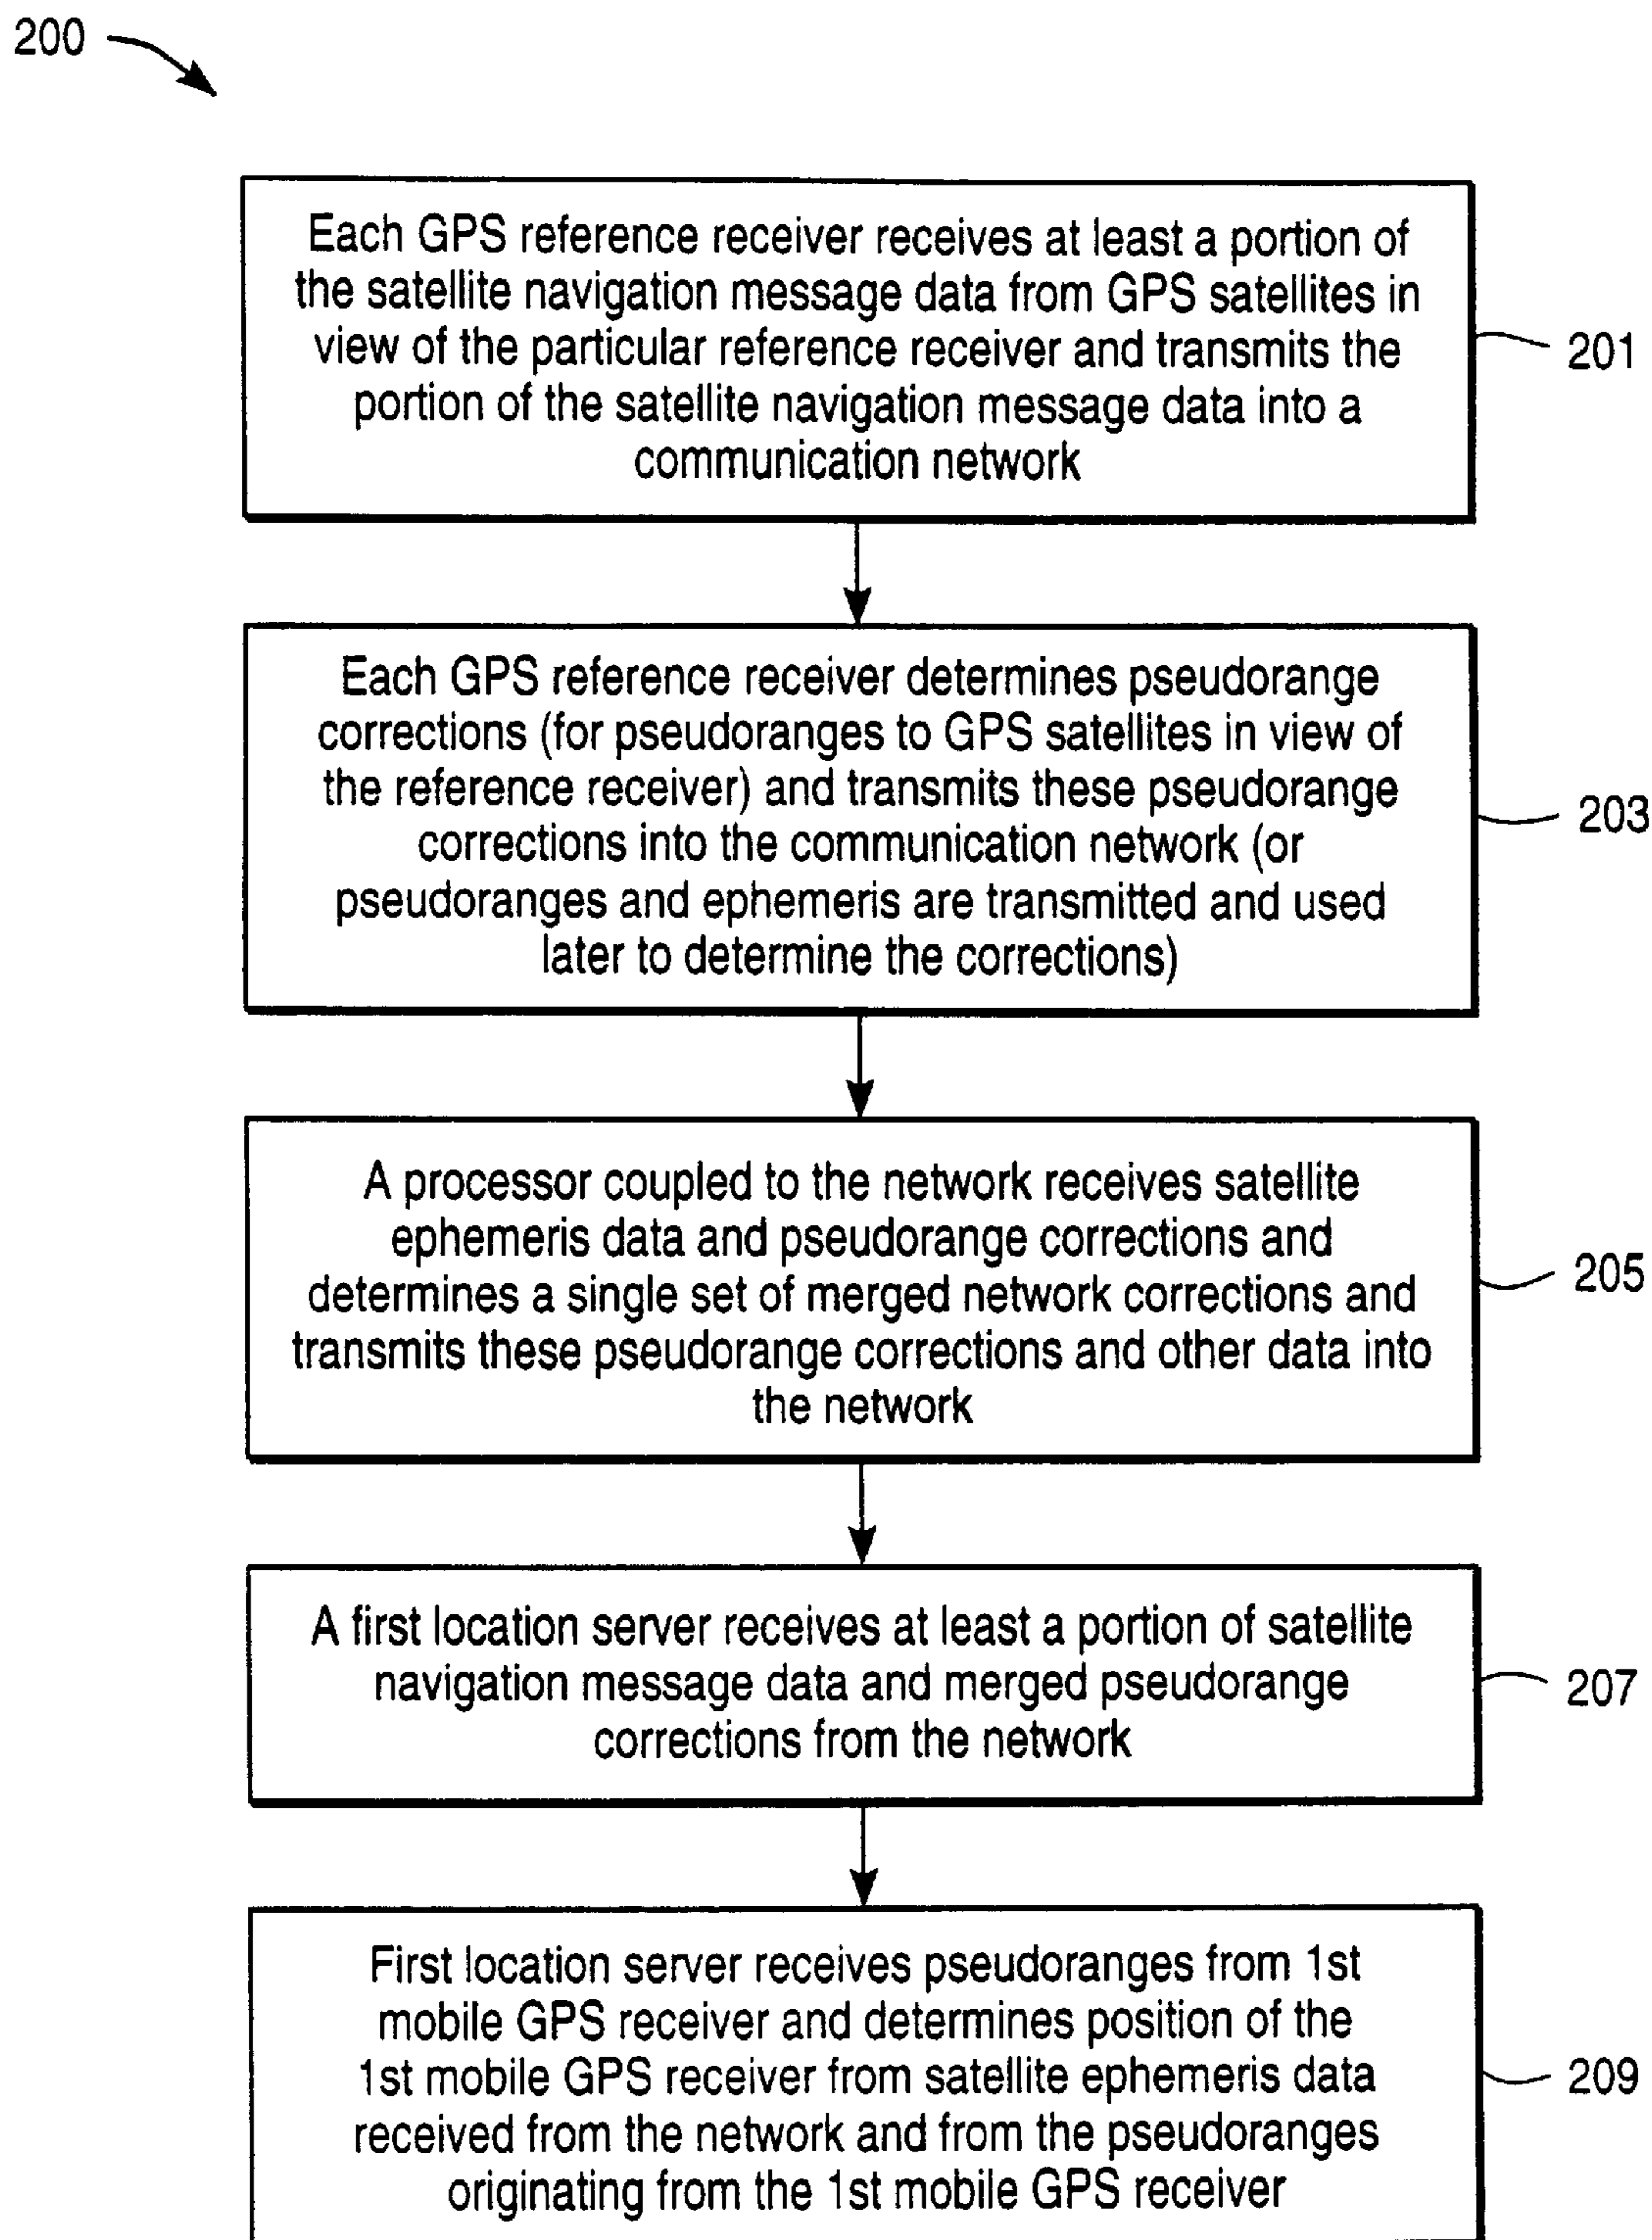 200
Each GPS reference receiver receives at least a portion of
the satellite navigation message data from GPS satellites in
view of the particular reference receiver and transmits the
portion of the satellite navigation message data into a
communication network
201
Each GPS reference receiver determines pseudorange
corrections (for pseudoranges to GPS satellites in view of
the reference receiver) and transmits these pseudorange
corrections into the communication network (or
pseudoranges and ephemeris are transmitted and used
later to determine the corrections)
203
A processor coupled to the network receives satellite
ephemeris data and pseudorange corrections and
determines a single set of merged network corrections and
transmits these pseudorange corrections and other data into
the network
205
A first location server receives at least a portion of satellite
navigation message data and merged pseudorange
corrections from the network
207
First location server receives pseudoranges from 1st
mobile GPS receiver and determines position of the
1st mobile GPS receiver from satellite ephemeris data
received from the network and from the pseudoranges
originating from the 1st mobile GPS receiver
209